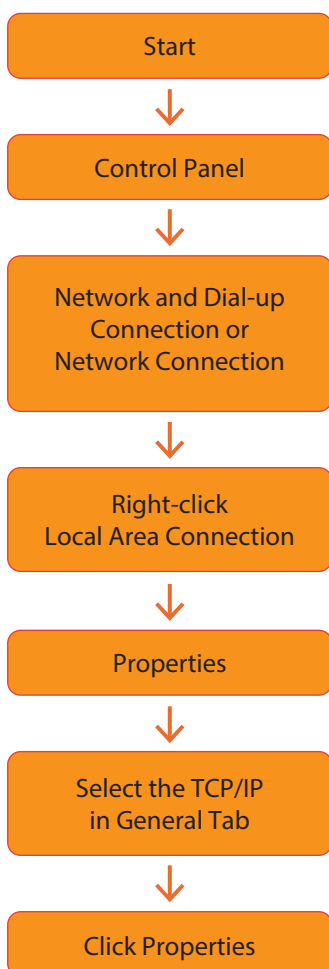 Start
Control Panel
Network and Dial-up
Connection or
Network Connection
Right-click
Local Area Connection
Properties
Select the TCP/IP
in General Tab
Click Properties